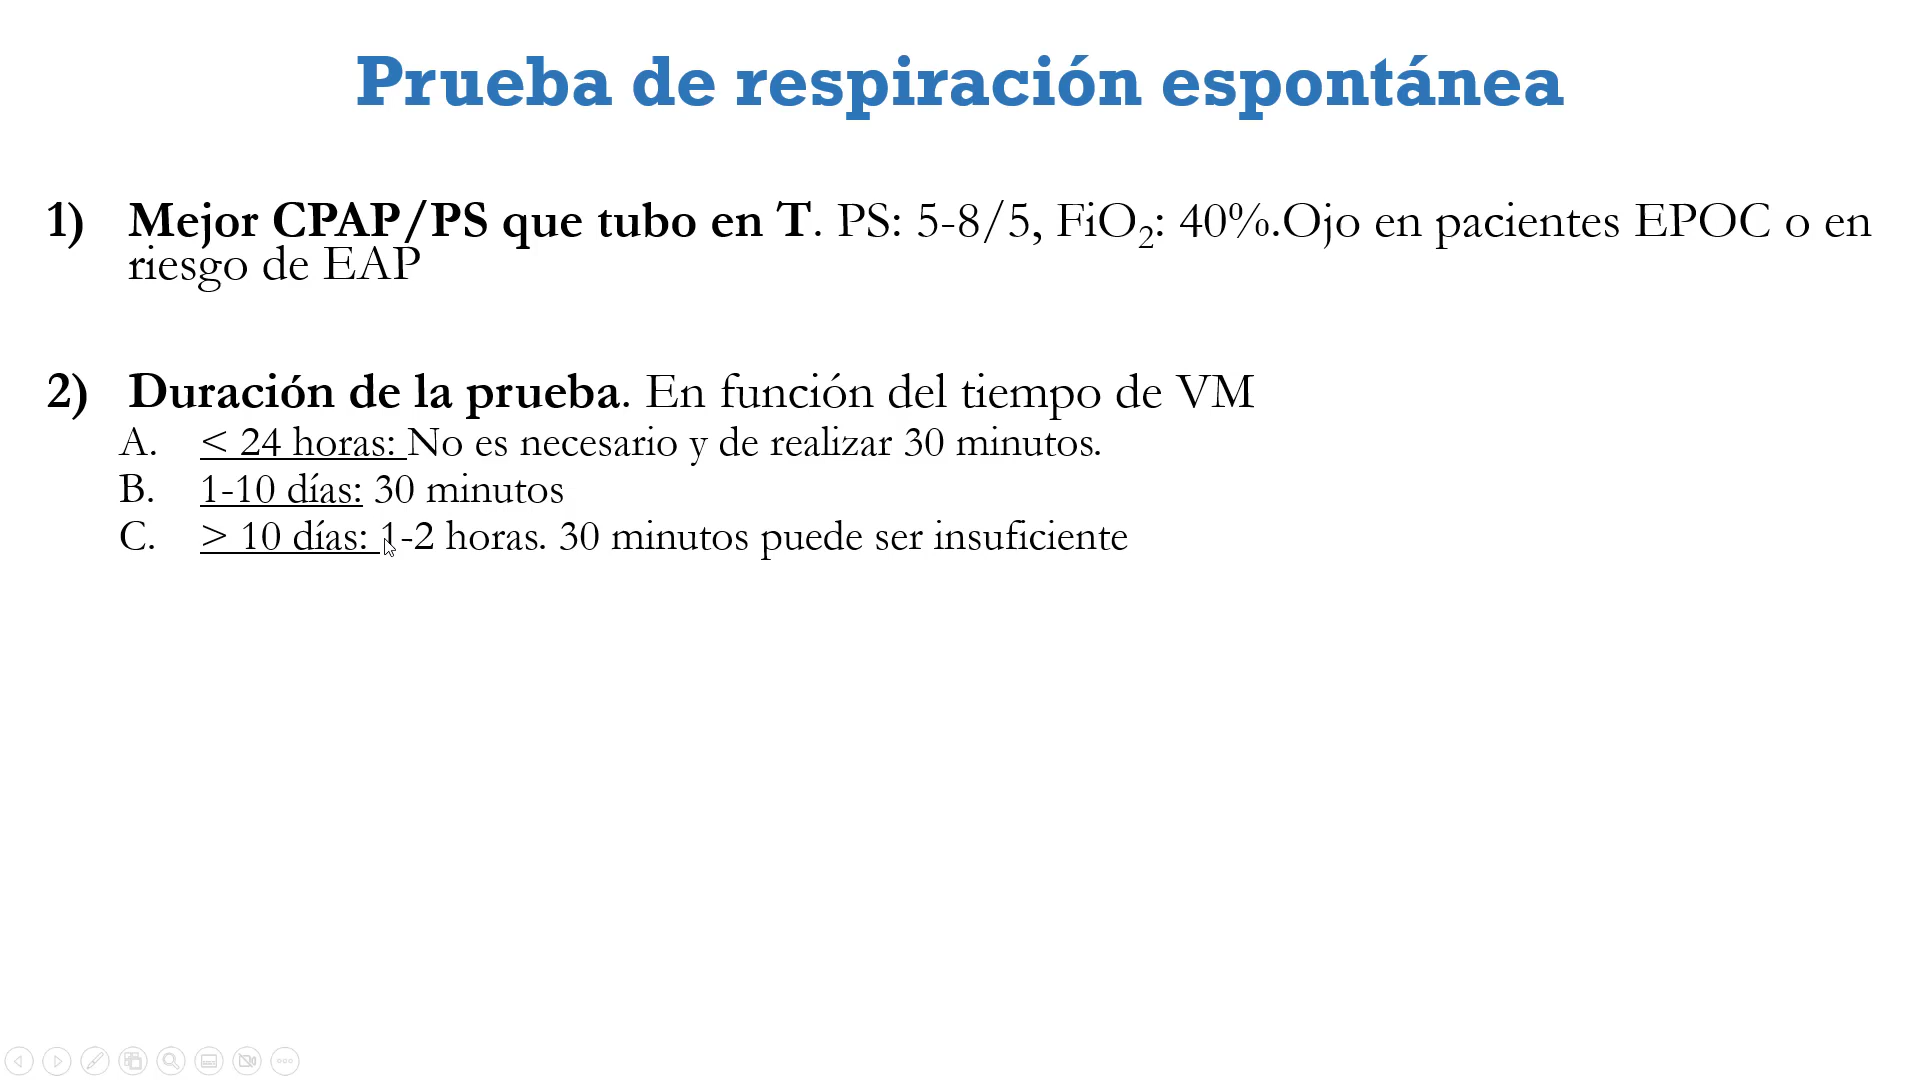 Prueba de respiración espontánea
1) Mejor CPAP/PS que tubo en T. PS: 5-8/5, FiO₂: 40%.Ojo en pacientes EPOC o en
riesgo de EAP
2) Duración de la prueba. En función del tiempo de VM
A. < 24 horas: No es necesario y de realizar 30 minutos.
B. 1-10 días: 30 minutos
C. > 10 días: 1-2 horas. 30 minutos puede ser insuficiente